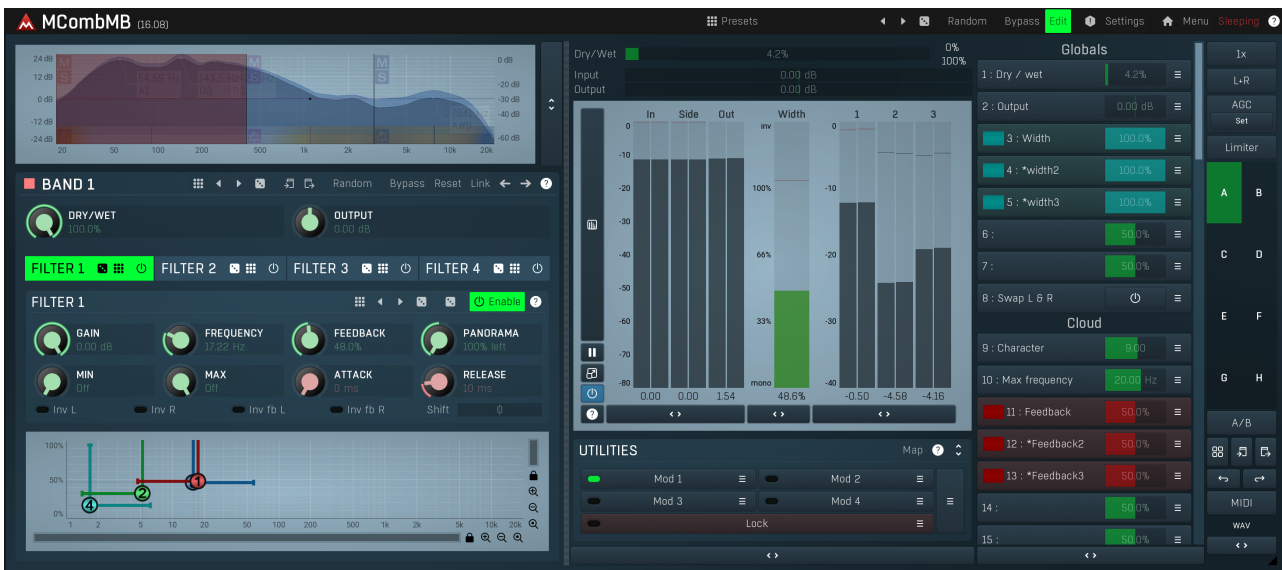 MCombMB (16.08)
Presets
Random Bypass Edit Settings Menu Sleeping ?
24 dB
12 dB
0 dB
-12 dB
-24 dB
0 dB
-20 dB
-30 dB
-40 dB
-60 dB
M S M S M S
20 50 100 200 500 1k 2k 5k 10k 20k
BAND 1 Random Bypass Reset Link ?
DRY/WET
100.0%
OUTPUT
0.00 dB
FILTER 1 FILTER 2 FILTER 3 FILTER 4
FILTER 1 Enable ?
GAIN
0.00 dB
FREQUENCY
17.22 Hz
FEEDBACK
48.0%
PANORAMA
100% left
MIN
Off
MAX
Off
ATTACK
0 ms
RELEASE
10 ms
Inv L Inv R Inv fb L Inv fb R Shift 0
100%
50%
0%
1 2 4
1 2 5 10 20 50 100 200 500 1k 2k 5k 10k 20k
Dry/Wet 4.2% 0%
100%
Input 0.00 dB
Output 0.00 dB
In Side Out Width 1 2 3
0
-10
-20
-30
-40
-50
-60
-70
-80
inv
100%
66%
33%
mono
0
-10
-20
-30
-40
0.00 0.00 1.54 48.6% -0.50 -4.58 -4.16
?
UTILITIES Map ?
Mod 1 Mod 2
Mod 3 Mod 4
Lock
Globals
1 : Dry / wet 4.2%
2 : Output 0.00 dB
3 : Width 100.0%
4 : *width2 100.0%
5 : *width3 100.0%
6 : 50.0%
7 : 50.0%
8 : Swap L & R
Cloud
9 : Character 9.00
10 : Max frequency 20.00 Hz
11 : Feedback 50.0%
12 : *Feedback2 50.0%
13 : *Feedback3 50.0%
14 : 50.0%
15 : 50.0%
1x
L+R
AGC
Set
Limiter
A B
C D
E F
G H
A/B
MIDI
WAV